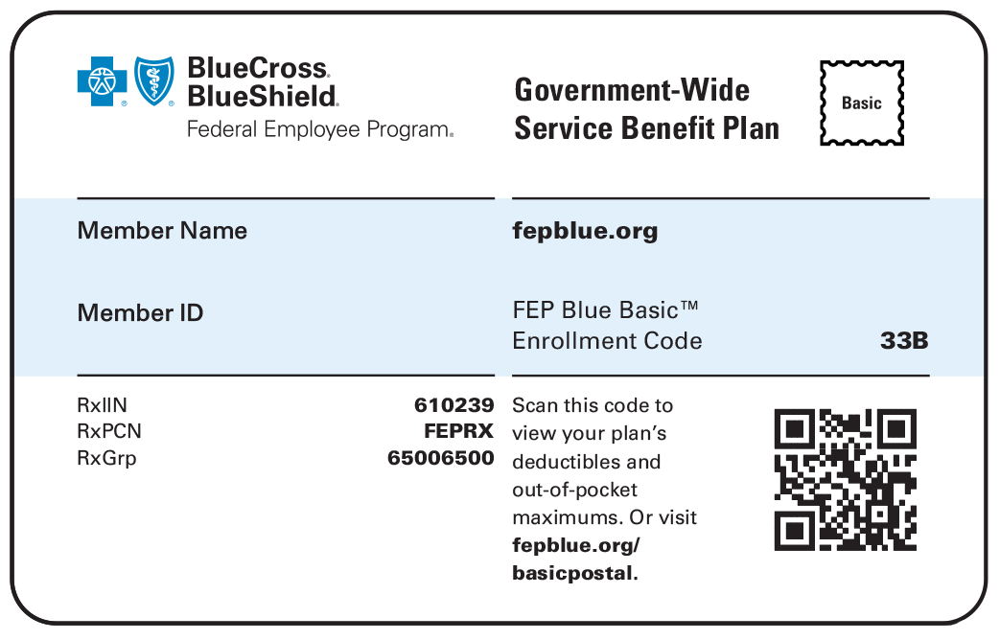 BlueCross®
BlueShield®
Federal Employee Program®
Government-Wide
Service Benefit Plan
Basic
Member Name
Member ID
fepblue.org
FEP Blue Basic™
Enrollment Code 33B
RxIIN 610239
RxPCN FEPRX
RxGrp 65006500
Scan this code to
view your plan’s
deductibles and
out-of-pocket
maximums. Or visit
fepblue.org/
basicpostal.